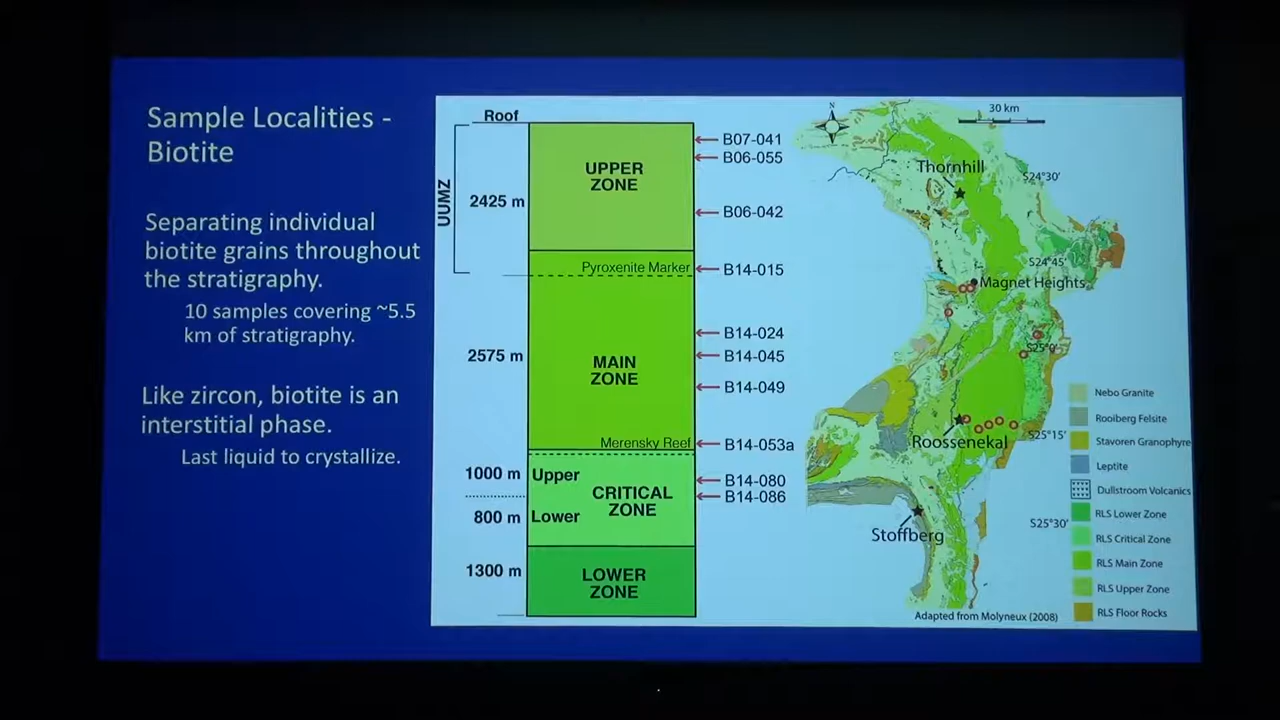 Sample Localities -
Biotite
Separating individual
biotite grains throughout
the stratigraphy.
10 samples covering ~5.5
km of stratigraphy.
Like zircon, biotite is an
interstitial phase.
Last liquid to crystallize.
Roof
UUMZ
2425 m
2575 m
1000 m
800 m
1300 m
UPPER
ZONE
Pyroxenite Marker
MAIN
ZONE
Merensky Reef
Upper
CRITICAL
ZONE
Lower
LOWER
ZONE
B07-041
B06-055
B06-042
B14-015
B14-024
B14-045
B14-049
B14-053a
B14-080
B14-086
N
30 km
Thornhill
S24°30'
S24°45'
Magnet Heights
S25°0'
Roossenekal
S25°15'
S25°30'
Stoffberg
Nebo Granite
Rooiberg Felsite
Stavoren Granophyre
Leptite
Dullstroom Volcanics
RLS Lower Zone
RLS Critical Zone
RLS Main Zone
RLS Upper Zone
RLS Floor Rocks
Adapted from Molyneux (2008)